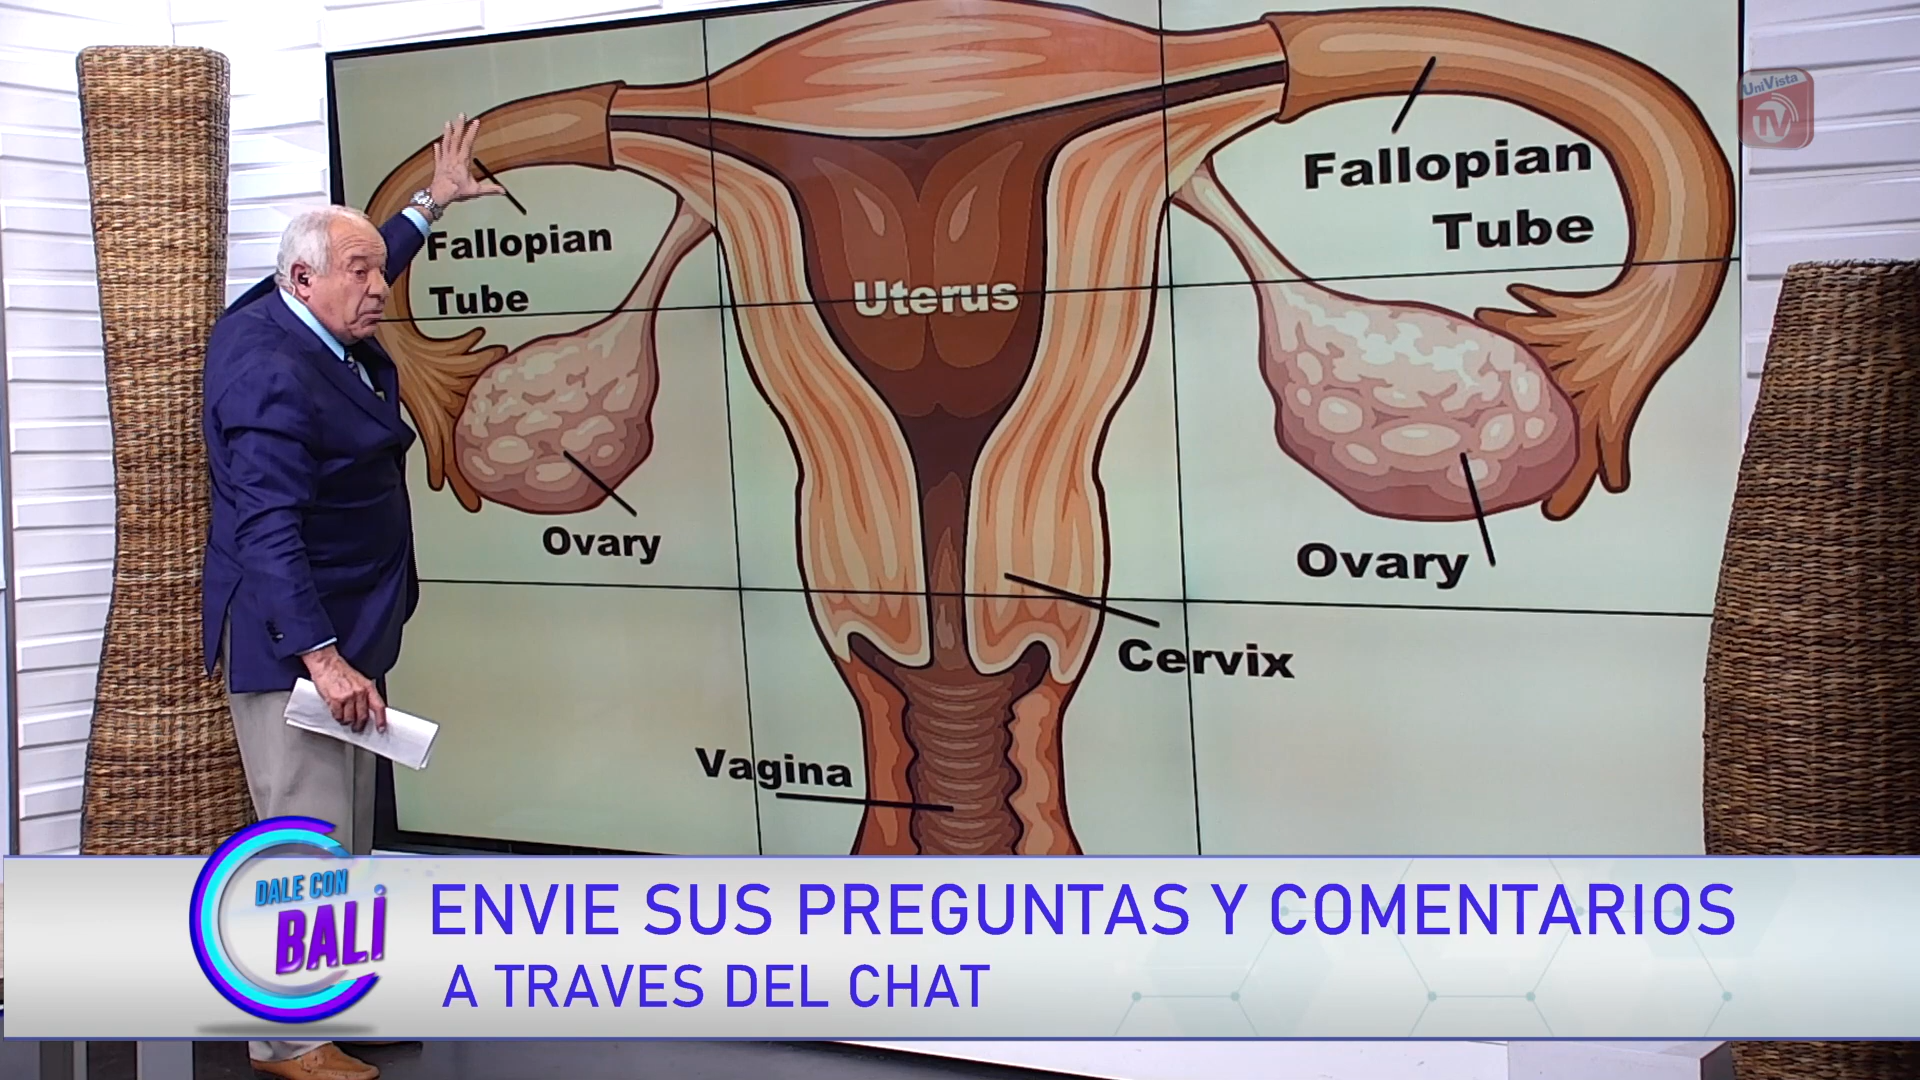 UniVista
TV
Fallopian
Tube
Fallopian
Tube
Uterus
Ovary
Ovary
Cervix
Vagina
DALE CON
BALI
ENVIE SUS PREGUNTAS Y COMENTARIOS
A TRAVES DEL CHAT